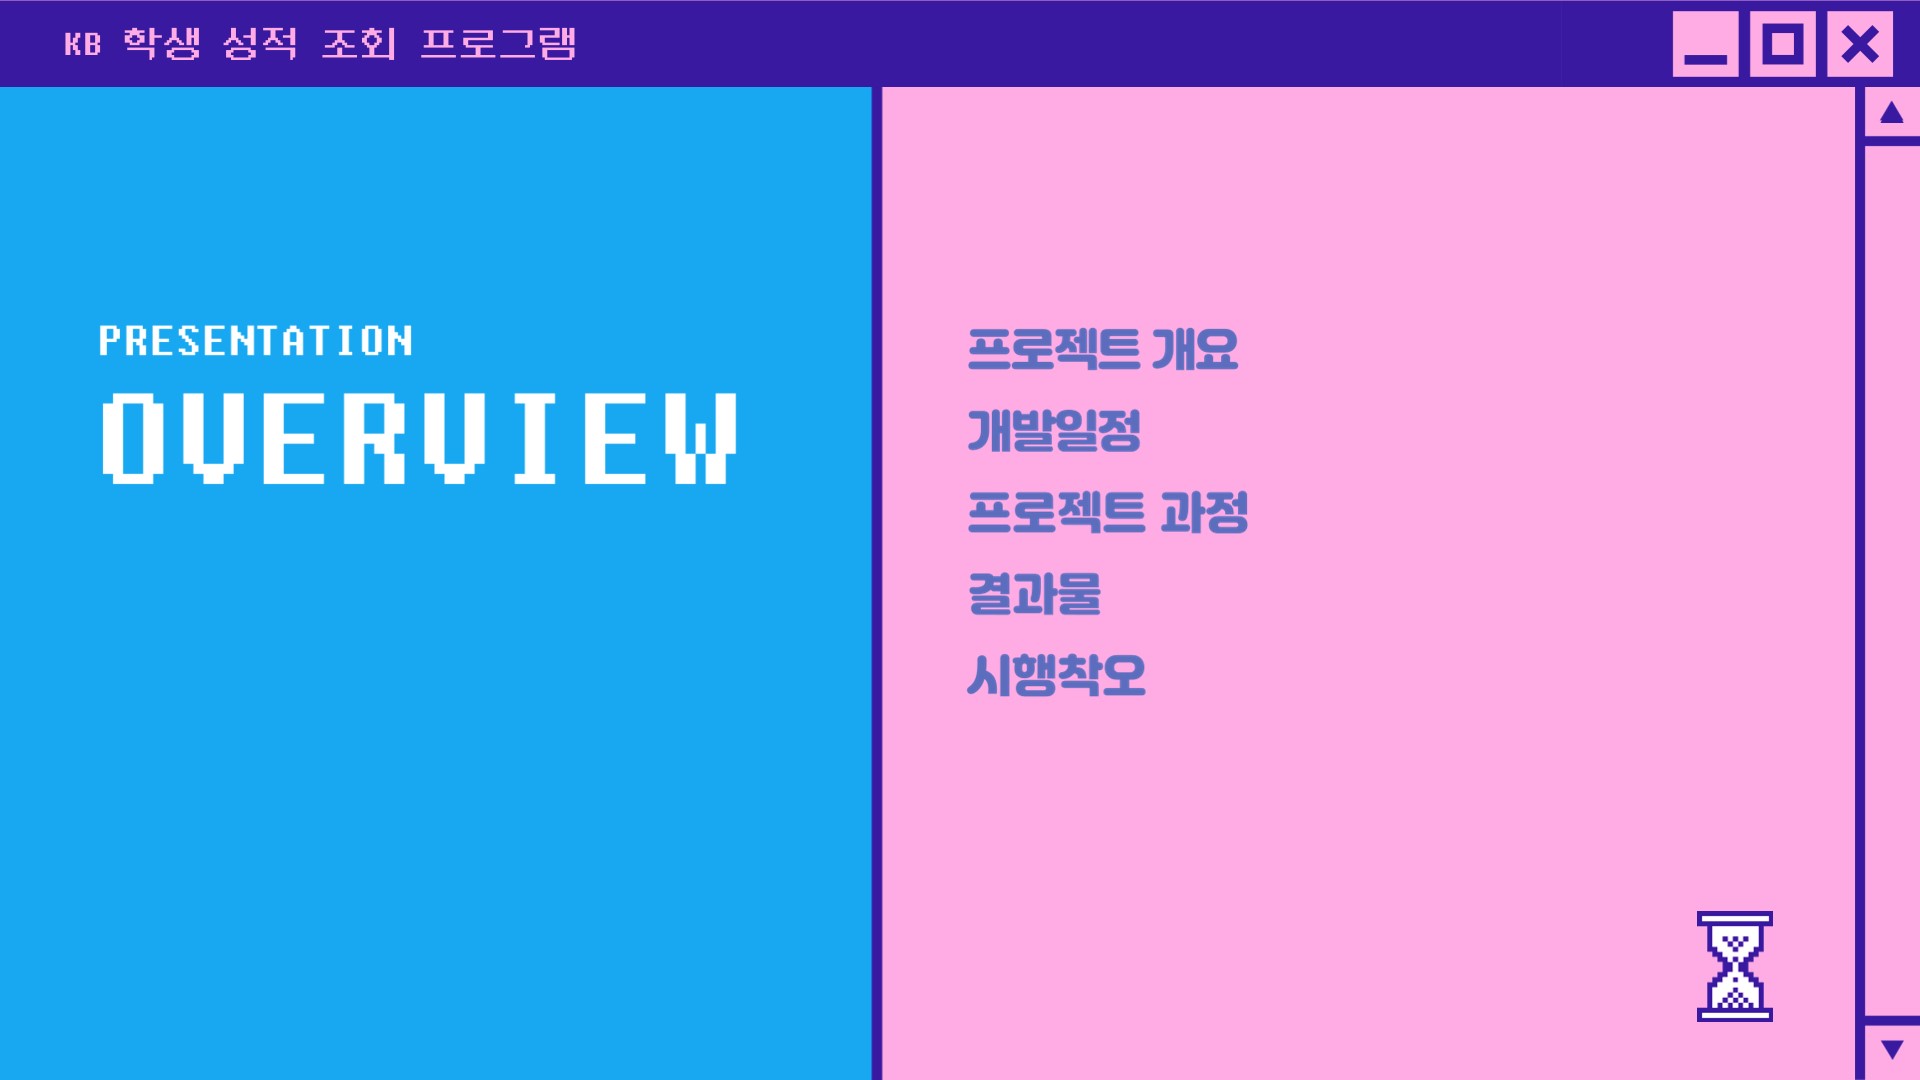 KB 학생 성적 조회 프로그램
PRESENTATION
OVERVIEW
프로젝트 개요
개발일정
프로젝트 과정
결과물
시행착오